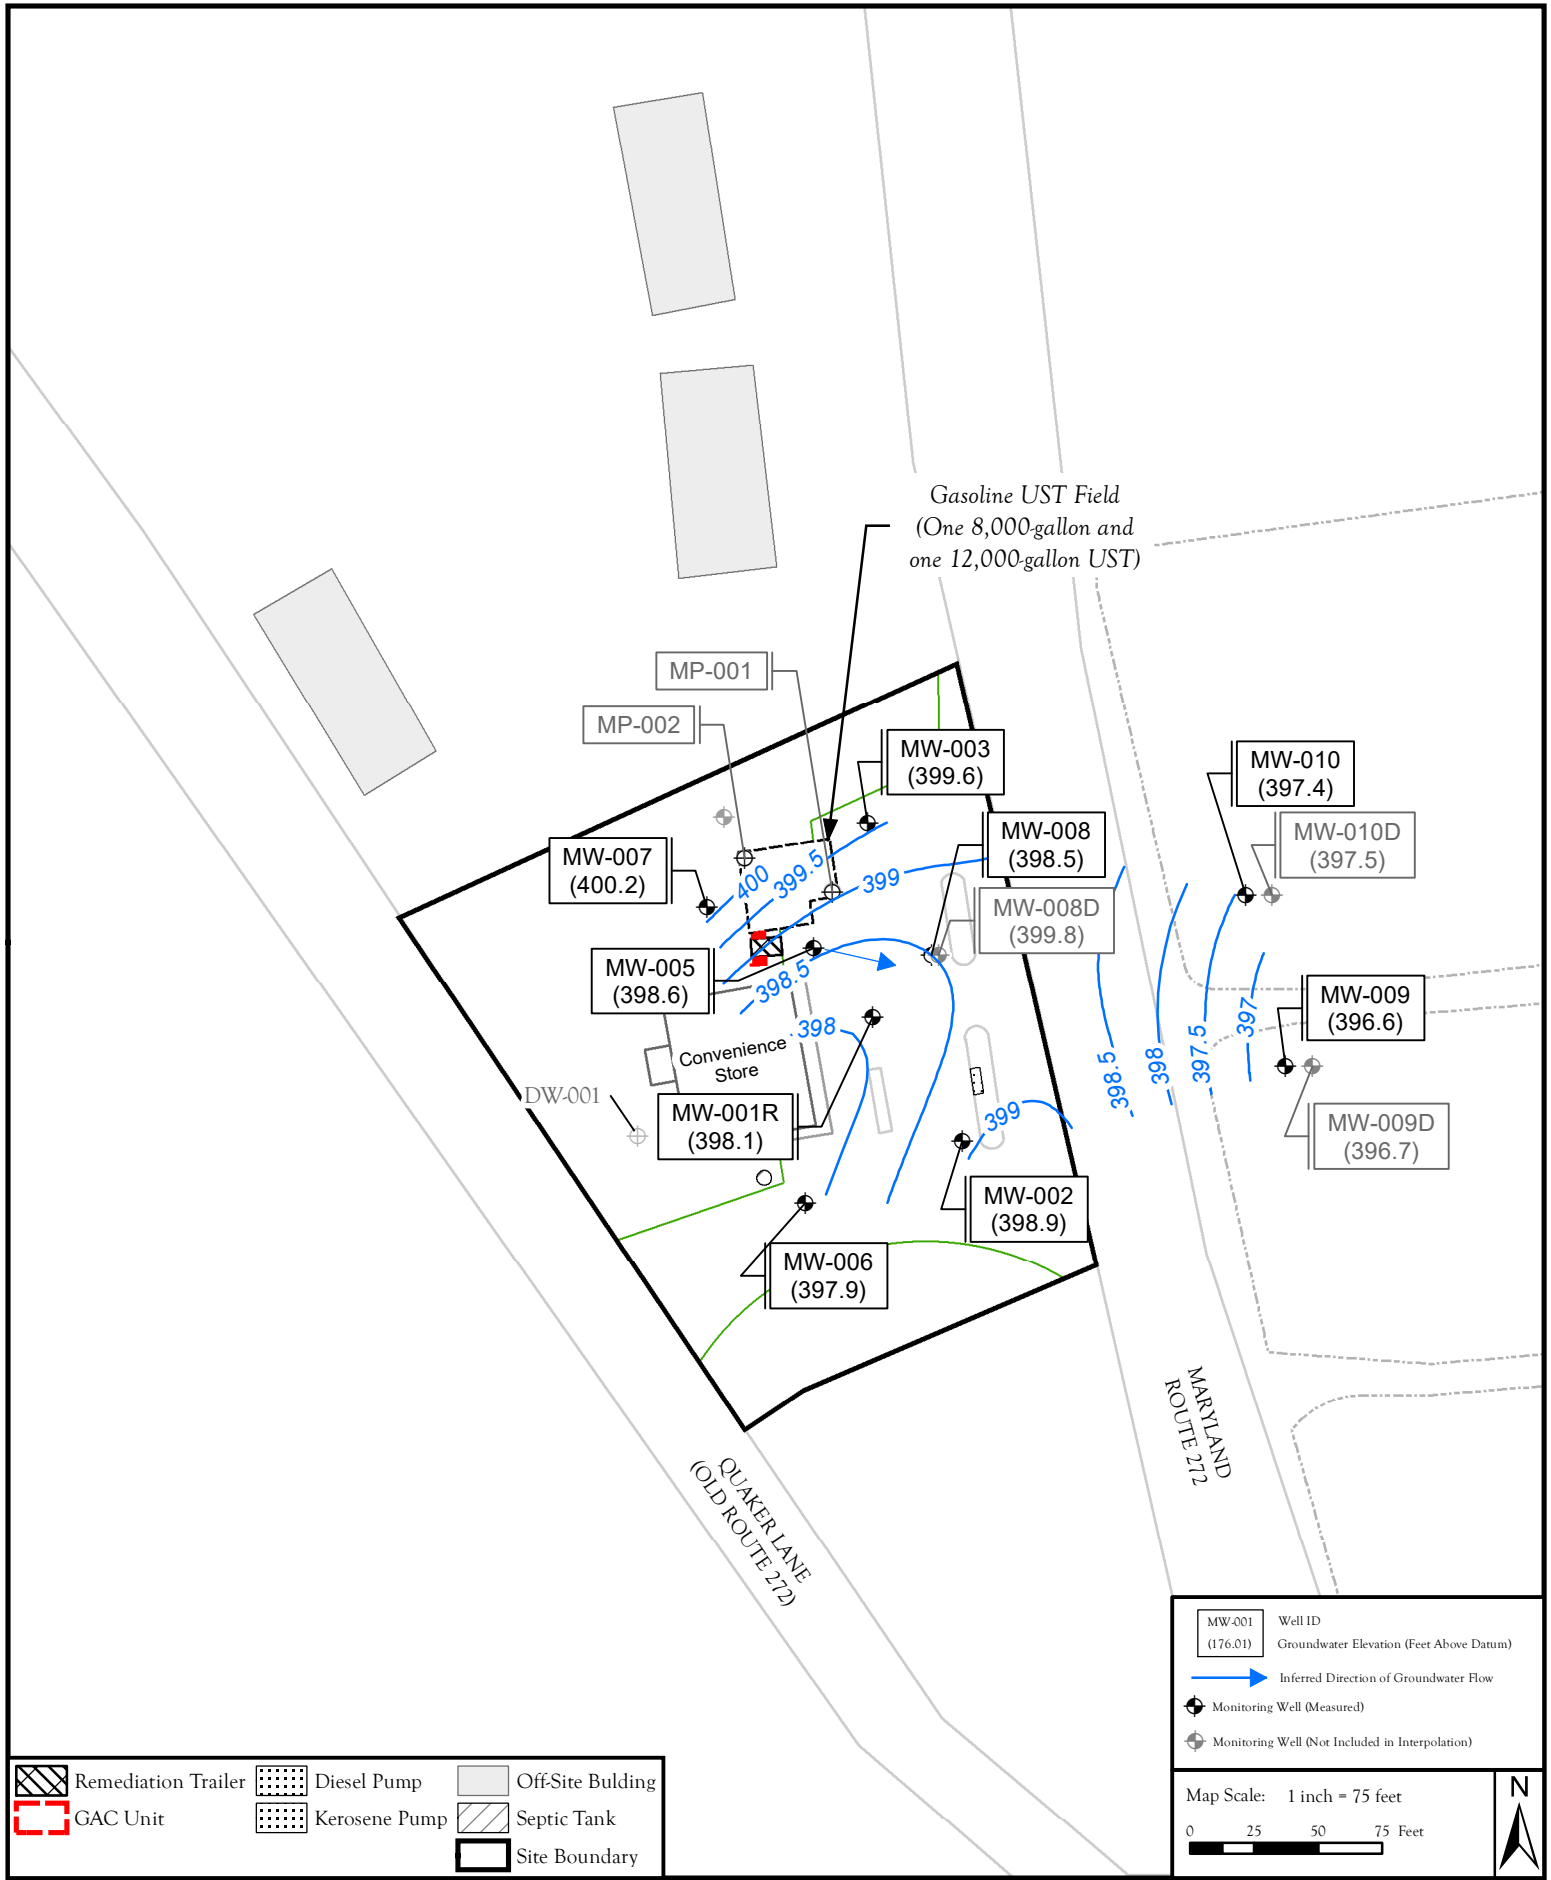 Gasoline UST Field
(One 8,000-gallon and
one 12,000-gallon UST)
MP-001
MP-002
MW-003
(399.6)
MW-010
(397.4)
MW-008
(398.5)
MW-010D
(397.5)
MW-007
(400.2)
400
399.5
399
MW-008D
(399.8)
MW-005
(398.6)
398.5
MW-009
(396.6)
398
397
397.5
398
398.5
Convenience
Store
DW-001
MW-001R
(398.1)
399
MW-009D
(396.7)
MW-002
(398.9)
MW-006
(397.9)
MARYLAND
ROUTE 272
QUAKER LANE
(OLD ROUTE 272)
MW-001
(176.01)
Well ID
Groundwater Elevation (Feet Above Datum)
Inferred Direction of Groundwater Flow
Monitoring Well (Measured)
Monitoring Well (Not Included in Interpolation)
Remediation Trailer
Diesel Pump
Off-Site Bulding
GAC Unit
Kerosene Pump
Septic Tank
Site Boundary
Map Scale: 1 inch = 75 feet
0 25 50 75 Feet
N